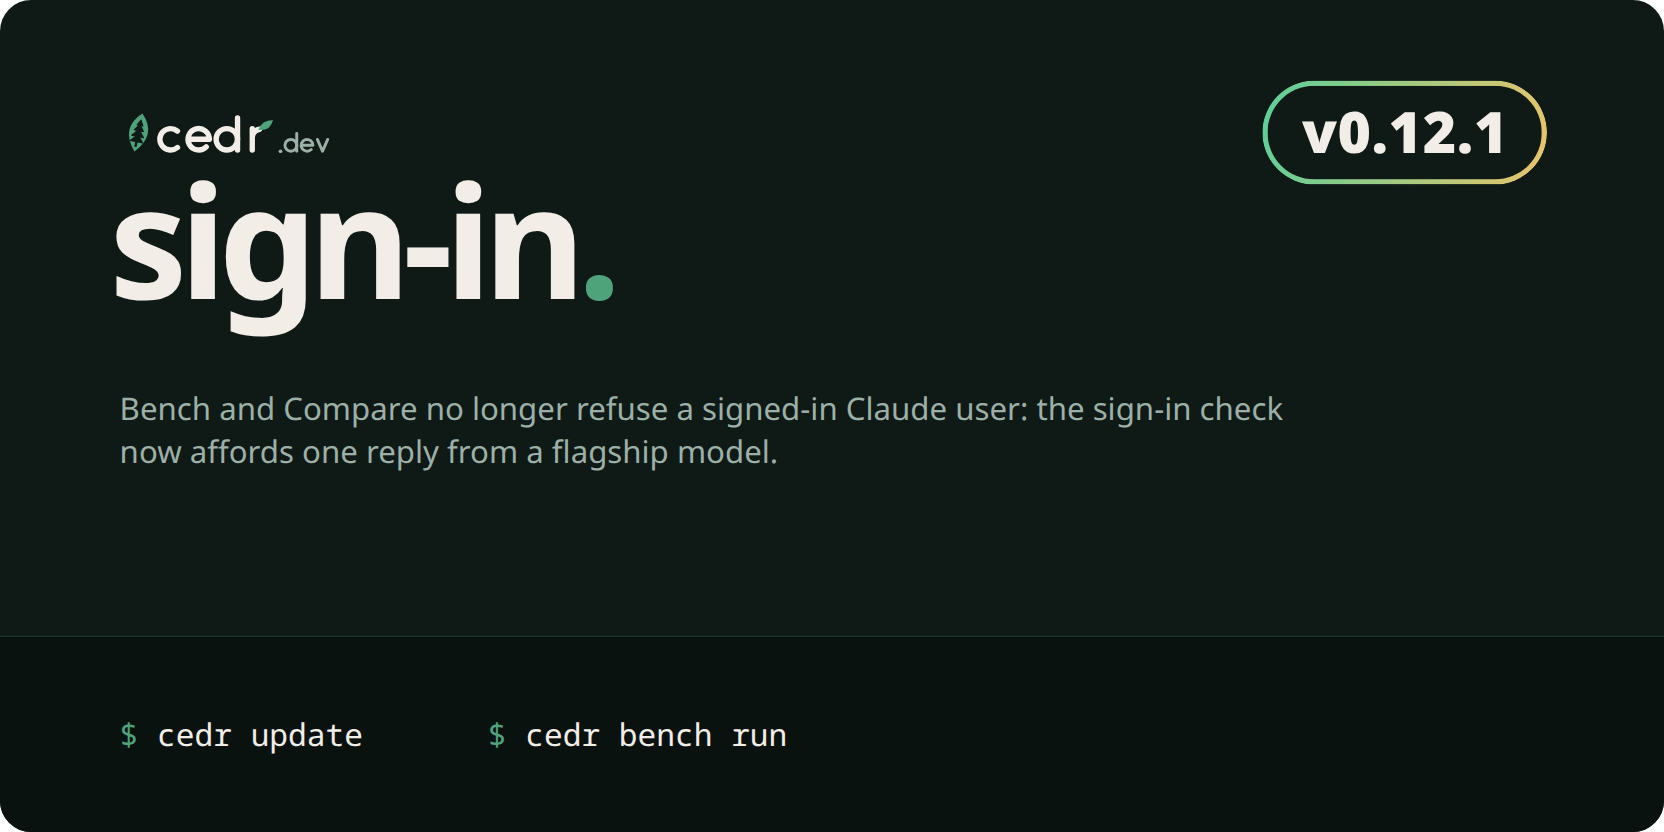 cedr.dev
v0.12.1
sign-in.
Bench and Compare no longer refuse a signed-in Claude user: the sign-in check
now affords one reply from a flagship model.
$ cedr update
$ cedr bench run